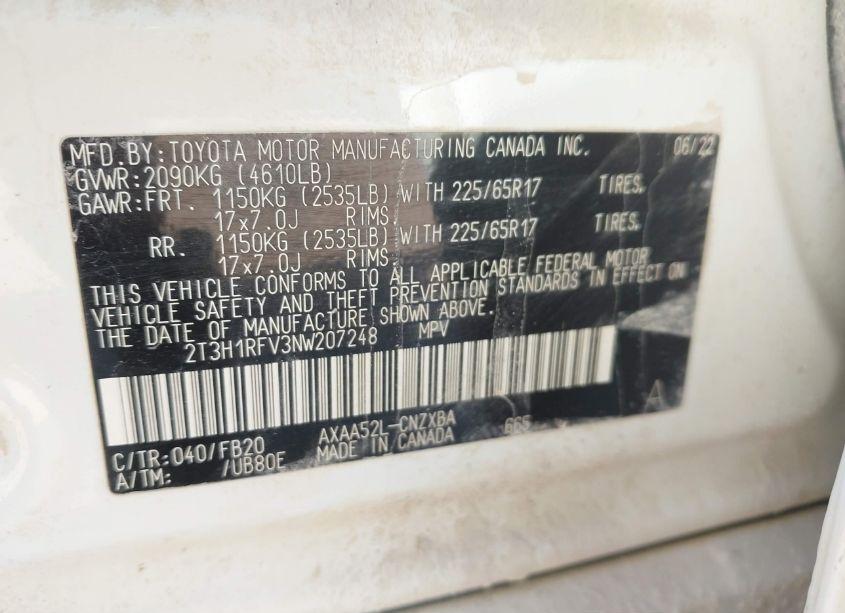 MFD.BY:TOYOTA MOTOR MANUFACTURING CANADA INC. 06/22
GVWR:2090KG (4610LB)
GAWR:FRT. 1150KG (2535LB) WITH 225/65R17 TIRES,
17x7.0J RIMS,
RR. 1150KG (2535LB) WITH 225/65R17 TIRES,
17x7.0J RIMS.
THIS VEHICLE CONFORMS TO ALL APPLICABLE FEDERAL MOTOR
VEHICLE SAFETY AND THEFT PREVENTION STANDARDS IN EFFECT ON
THE DATE OF MANUFACTURE SHOWN ABOVE.
2T3H1RFV3NW207248 MPV
A
C/TR:040/FB20 AXAA52L-CNZXBA 665
A/TM: /UB80E MADE IN CANADA